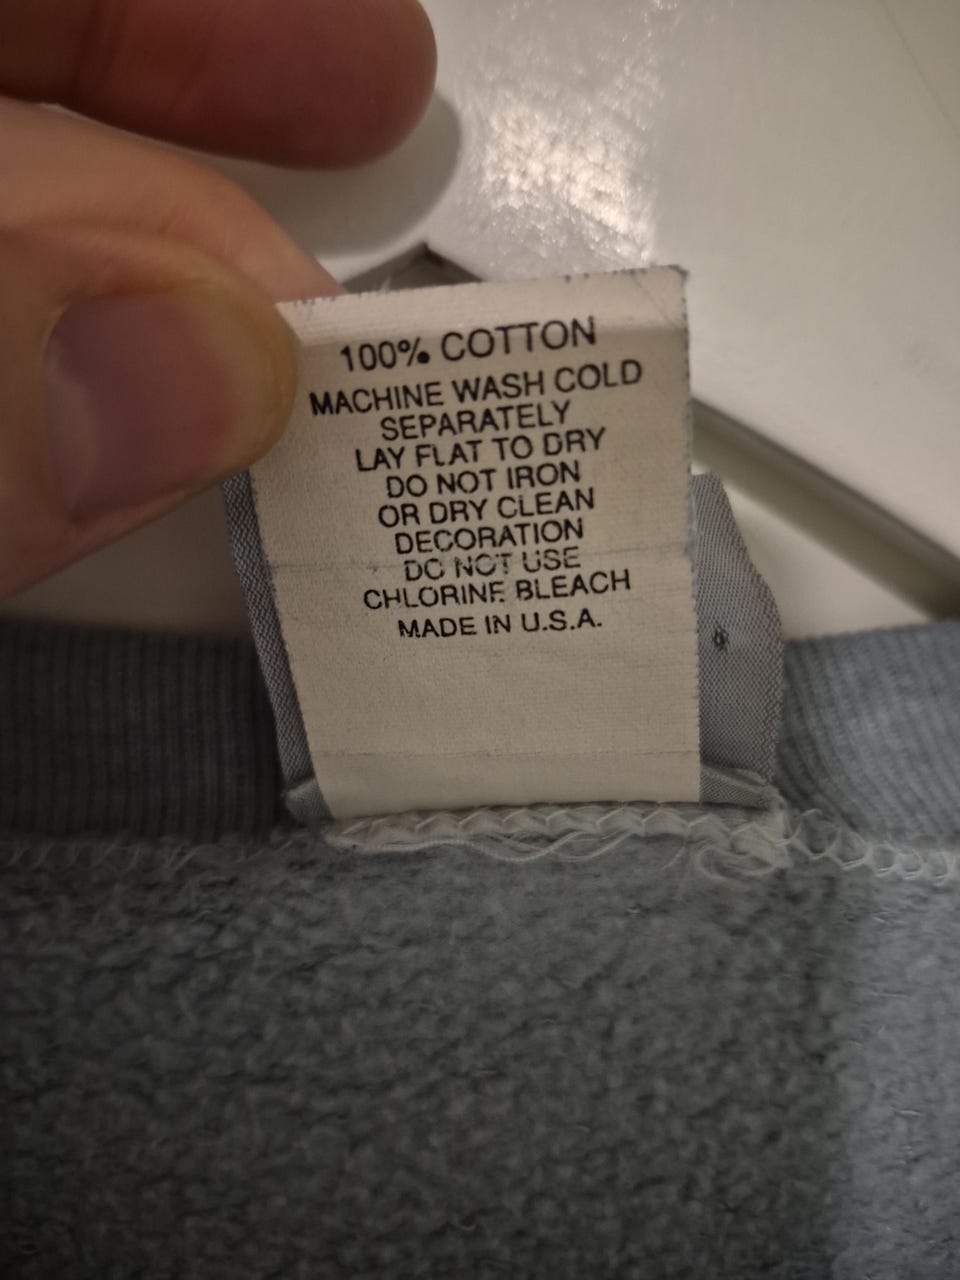 100% COTTON
MACHINE WASH COLD
SEPARATELY
LAY FLAT TO DRY
DO NOT IRON
OR DRY CLEAN
DECORATION
DO NOT USE
CHLORINE BLEACH
MADE IN U.S.A.